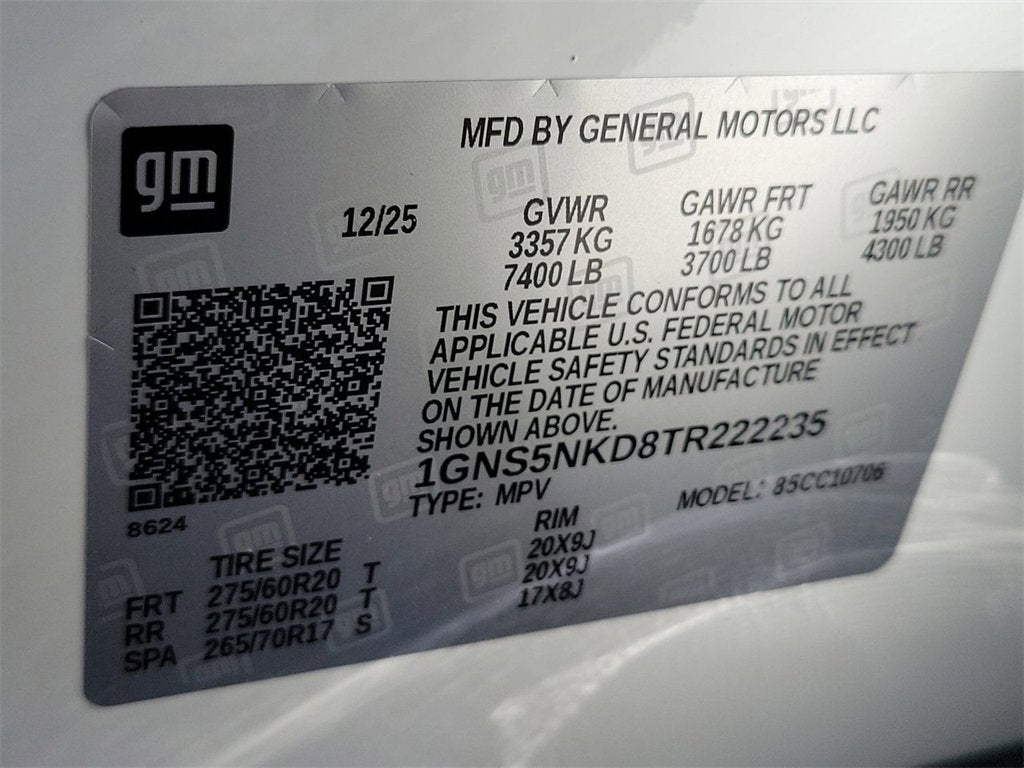 gm
MFD BY GENERAL MOTORS LLC
12/25
GVWR
3357 KG
7400 LB
GAWR FRT
1678 KG
3700 LB
GAWR RR
1950 KG
4300 LB
THIS VEHICLE CONFORMS TO ALL
APPLICABLE U.S. FEDERAL MOTOR
VEHICLE SAFETY STANDARDS IN EFFECT
ON THE DATE OF MANUFACTURE
SHOWN ABOVE.
1GNS5NKD8TR222235
TYPE: MPV
MODEL: 85CC10706
8624
TIRE SIZE RIM
FRT 275/60R20 T 20X9J
RR 275/60R20 T 20X9J
SPA 265/70R17 S 17X8J